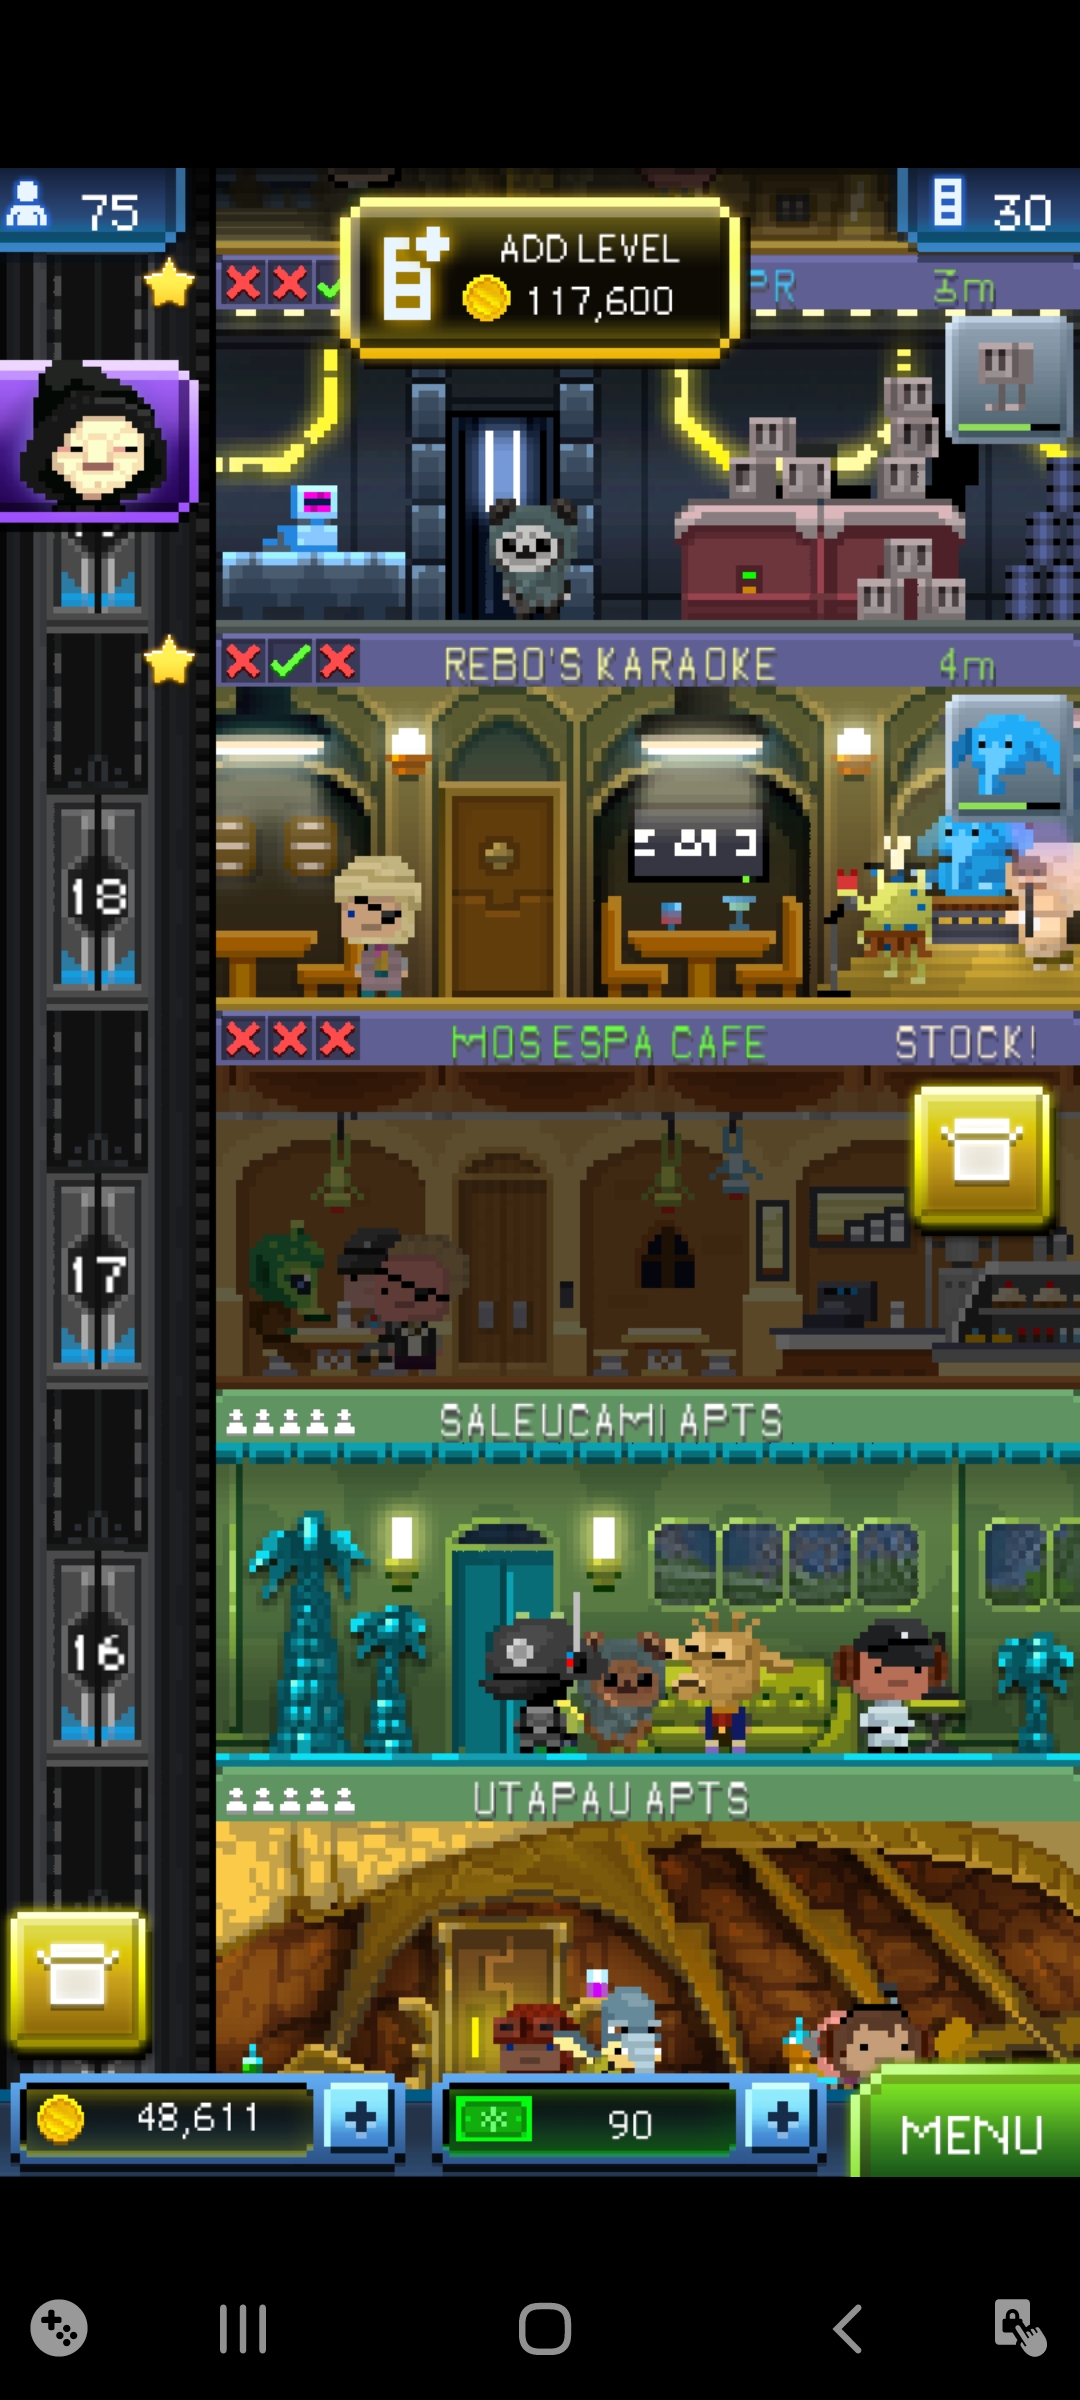 75
ADD LEVEL
117,600
30
PR
3m
REBO'S KARAOKE
4m
18
MOS ESPA CAFE
STOCK!
17
SALEUCAMI APTS
16
UTAPAU APTS
48,611
90
MENU